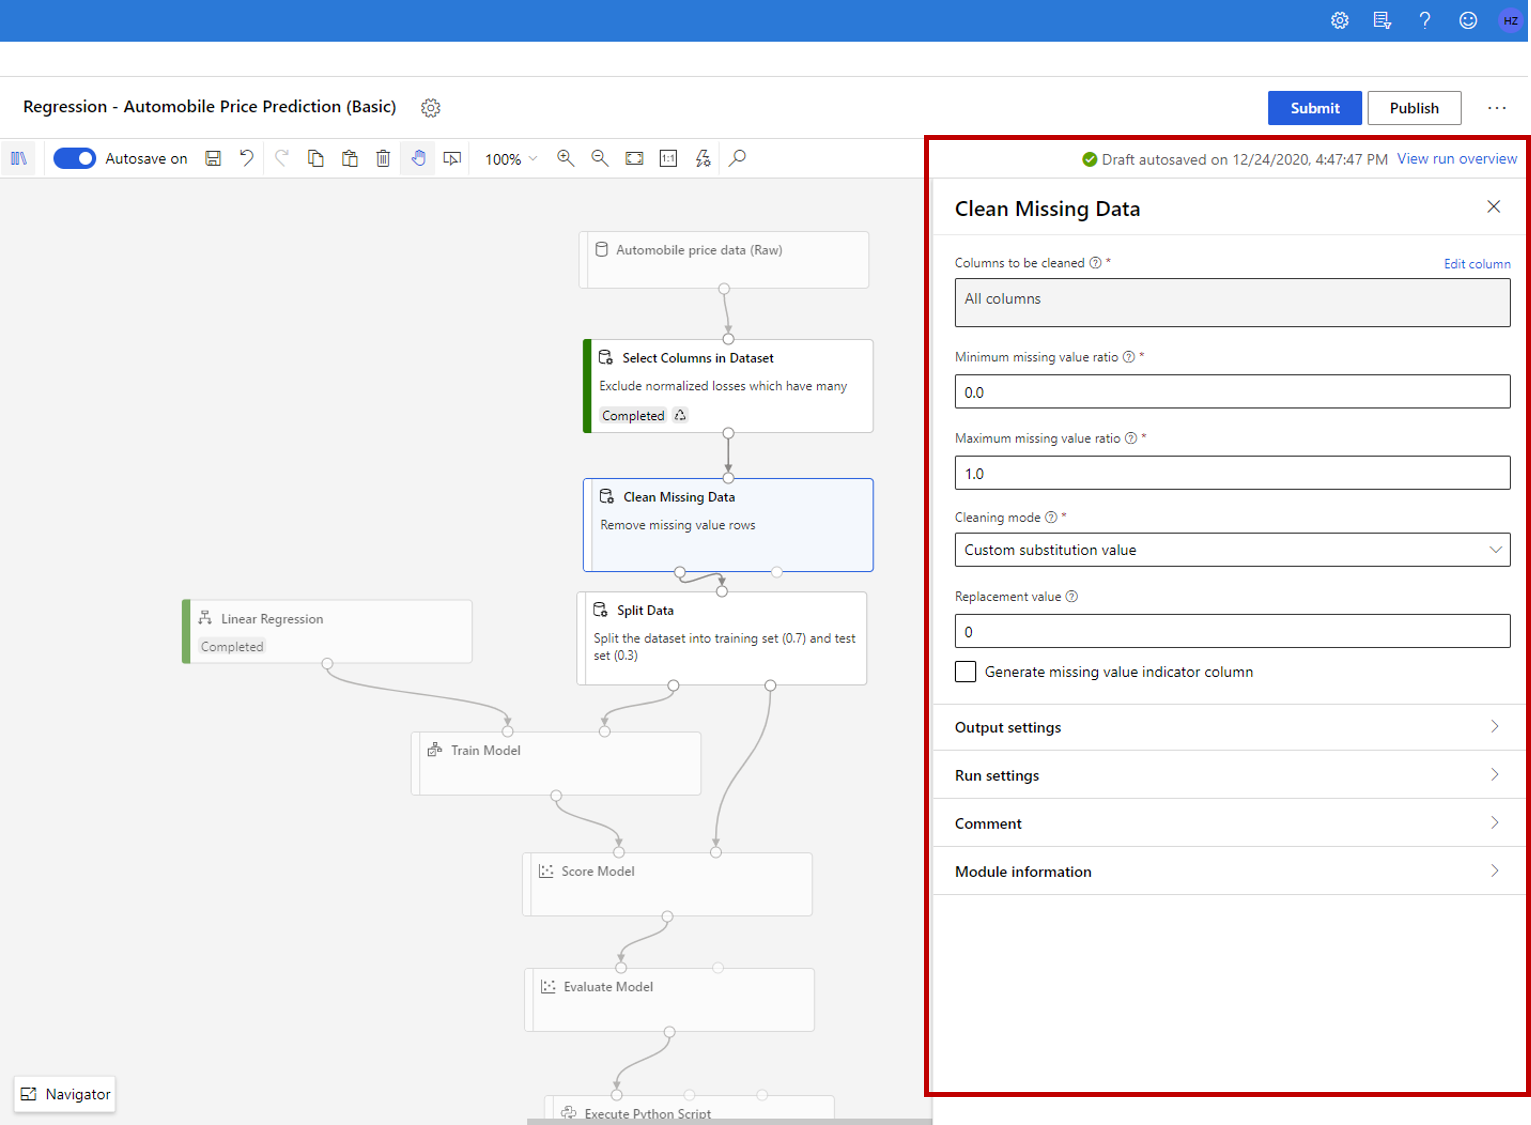 HZ
Regression - Automobile Price Prediction (Basic)
Submit
Publish
Autosave on
100%
1:1
Draft autosaved on 12/24/2020, 4:47:47 PM
View run overview
Automobile price data (Raw)
Select Columns in Dataset
Exclude normalized losses which have many
Completed
Clean Missing Data
Remove missing value rows
Split Data
Split the dataset into training set (0.7) and test
set (0.3)
Linear Regression
Completed
Train Model
Score Model
Evaluate Model
Execute Python Script
Navigator
Clean Missing Data
Columns to be cleaned ? *
Edit column
All columns
Minimum missing value ratio ? *
0.0
Maximum missing value ratio ? *
1.0
Cleaning mode ? *
Custom substitution value
Replacement value ?
0
Generate missing value indicator column
Output settings
Run settings
Comment
Module information